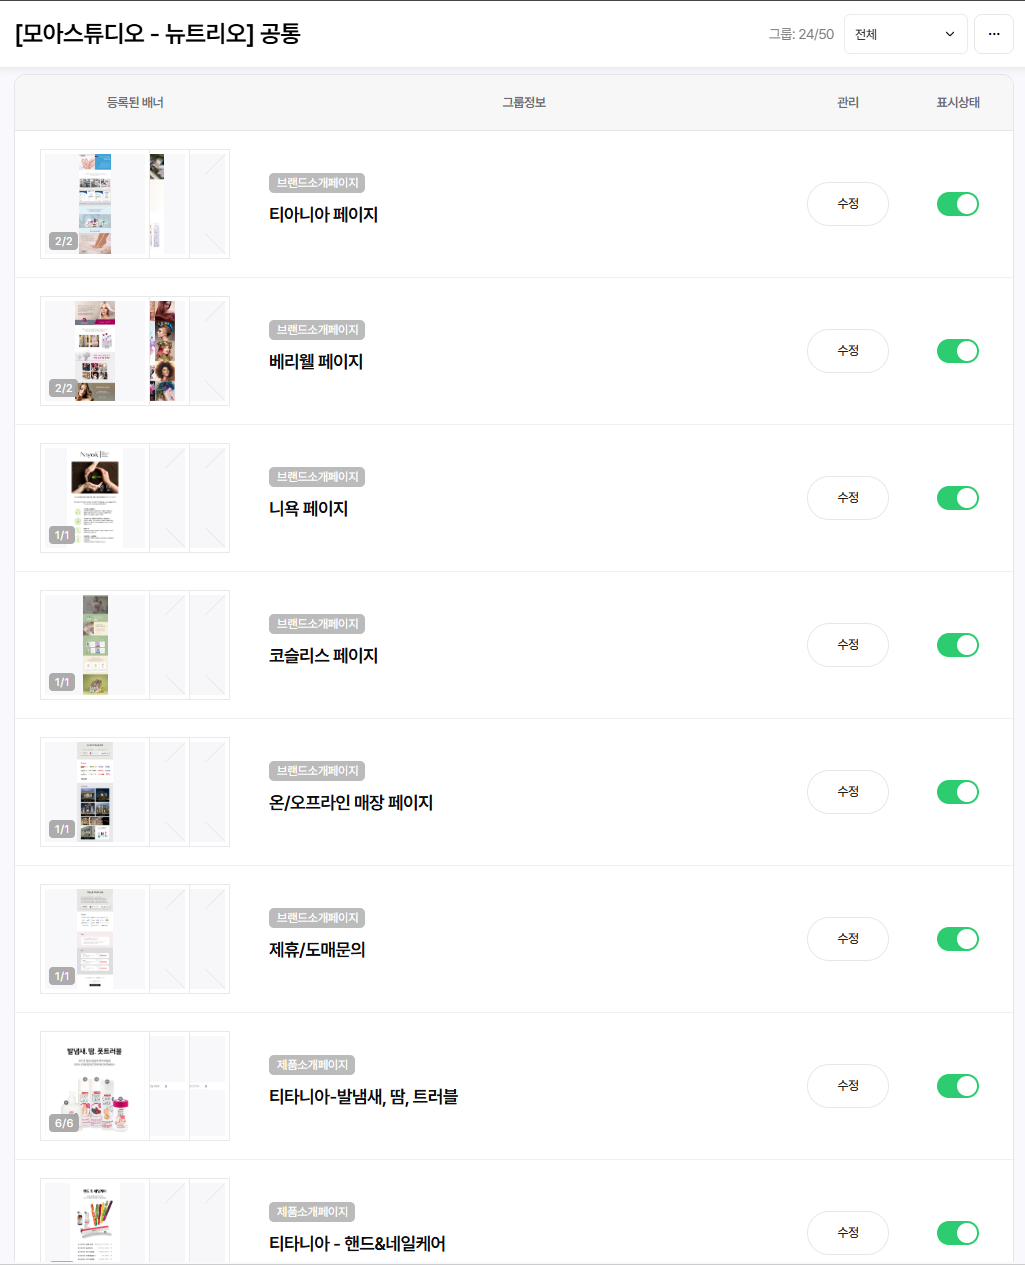 [모아스튜디오 - 뉴트리오] 공통
그룹: 24/50
전체
등록된 배너
그룹정보
관리
표시상태
2/2
브랜드소개페이지
티아니아 페이지
수정
2/2
브랜드소개페이지
베리웰 페이지
수정
1/1
브랜드소개페이지
니욕 페이지
수정
1/1
브랜드소개페이지
코슬리스 페이지
수정
1/1
브랜드소개페이지
온/오프라인 매장 페이지
수정
1/1
브랜드소개페이지
제휴/도매문의
수정
발냄새, 땀, 풋트러블
6/6
제품소개페이지
티타니아-발냄새, 땀, 트러블
수정
제품소개페이지
티타니아 - 핸드&네일케어
수정